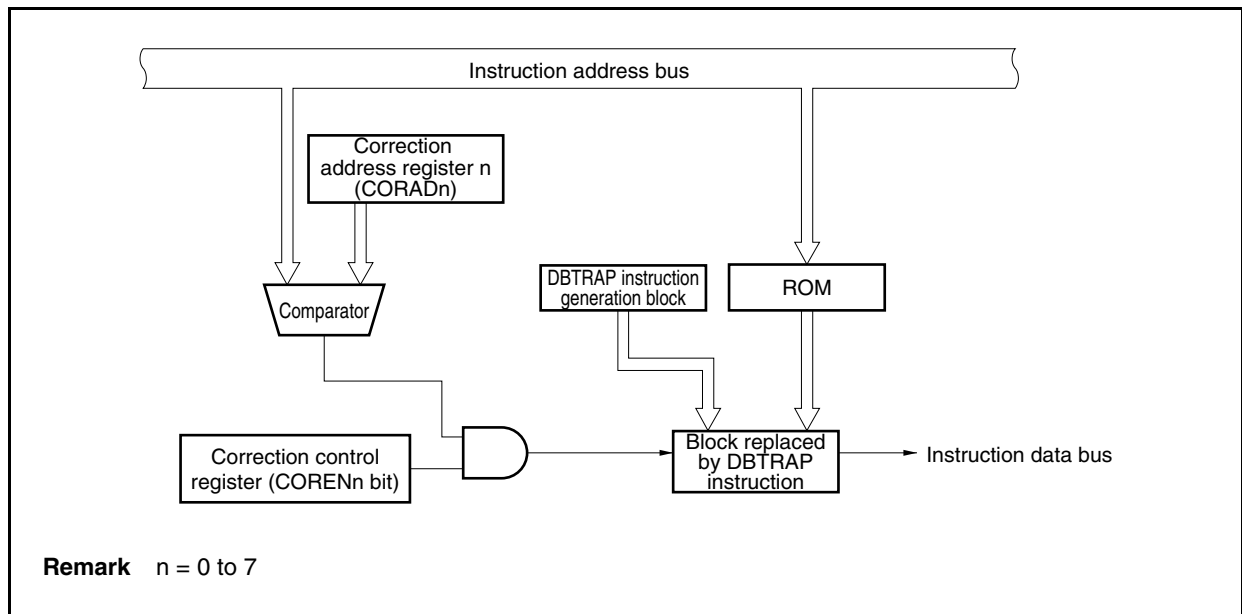 Instruction address bus
Correction
address register n
(CORADn)
DBTRAP instruction
generation block
ROM
Comparator
Correction control
register (CORENn bit)
Block replaced
by DBTRAP
instruction
Instruction data bus
Remark n = 0 to 7